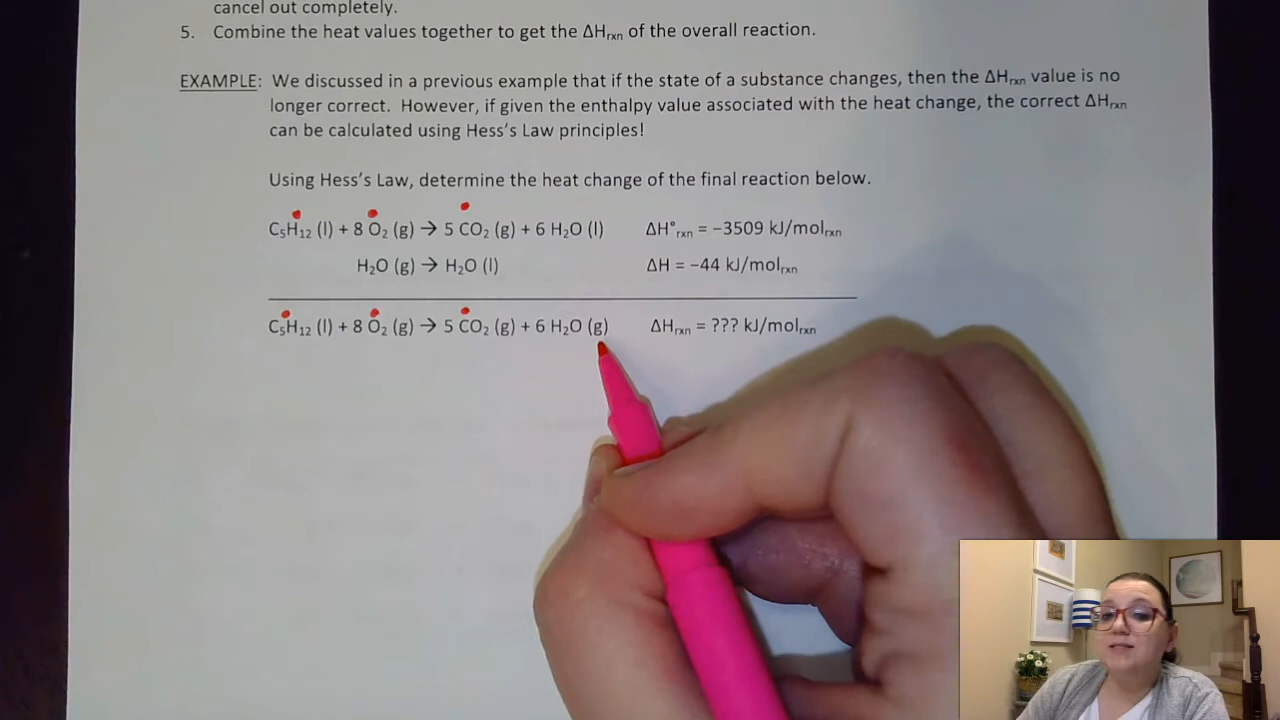 cancel out completely.
5. Combine the heat values together to get the ΔHrxn of the overall reaction.
EXAMPLE: We discussed in a previous example that if the state of a substance changes, then the ΔHrxn value is no
longer correct. However, if given the enthalpy value associated with the heat change, the correct ΔHrxn
can be calculated using Hess's Law principles!
Using Hess's Law, determine the heat change of the final reaction below.
C₅H₁₂ (l) + 8 O₂ (g) → 5 CO₂ (g) + 6 H₂O (l) ΔH°rxn = −3509 kJ/molrxn
H₂O (g) → H₂O (l) ΔH = −44 kJ/molrxn
C₅H₁₂ (l) + 8 O₂ (g) → 5 CO₂ (g) + 6 H₂O (g) ΔHrxn = ??? kJ/molrxn